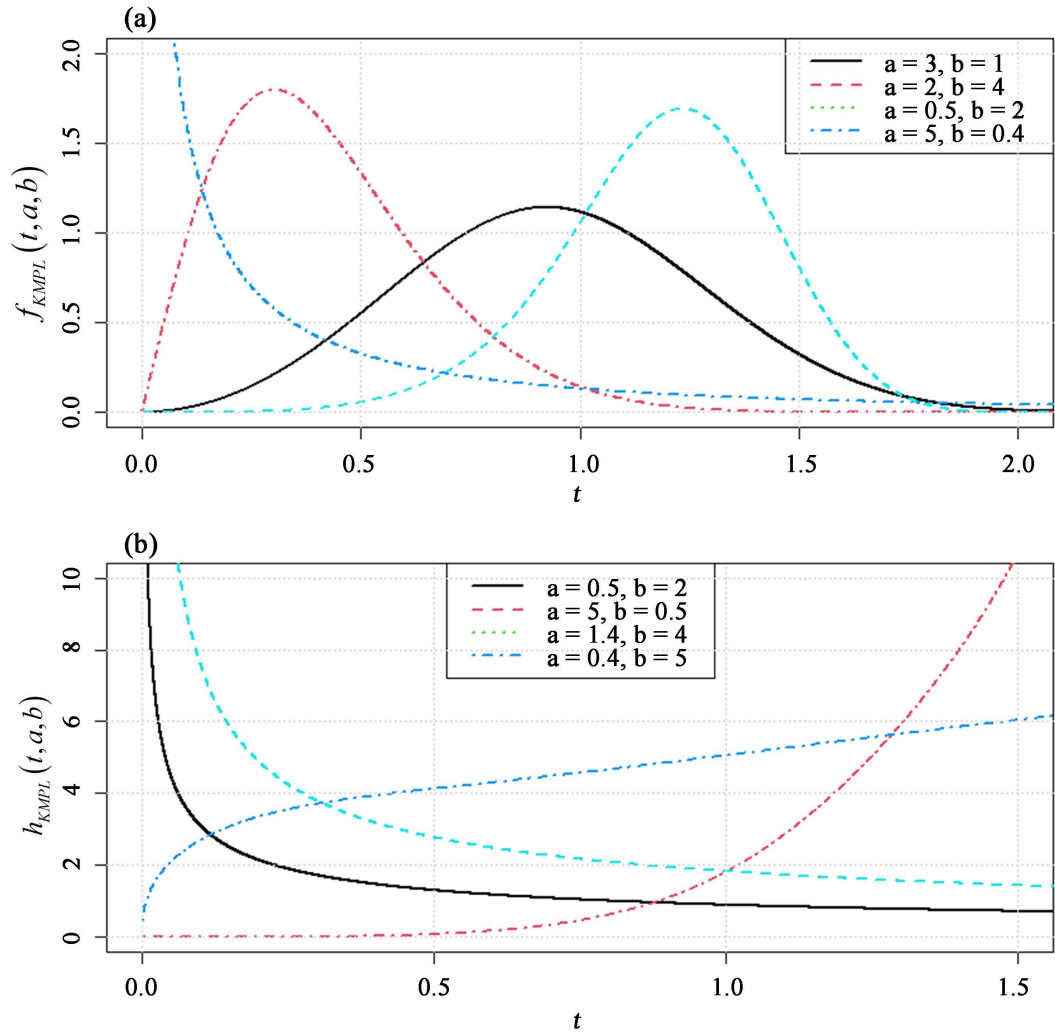 (a)
f_KMPL (t,a,b)
2.0
1.5
1.0
0.5
0.0
a = 3, b = 1
a = 2, b = 4
a = 0.5, b = 2
a = 5, b = 0.4
0.0 0.5 1.0 1.5 2.0
t
(b)
h_KMPL (t,a,b)
10
8
6
4
2
0
a = 0.5, b = 2
a = 5, b = 0.5
a = 1.4, b = 4
a = 0.4, b = 5
0.0 0.5 1.0 1.5
t